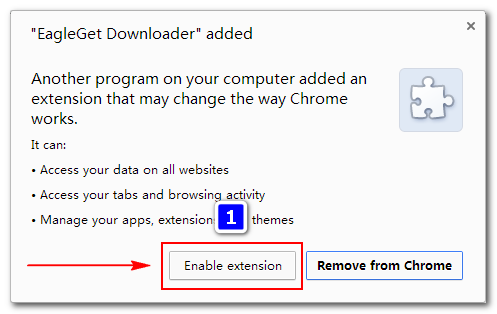 "EagleGet Downloader" added
Another program on your computer added an
extension that may change the way Chrome
works.
It can:
• Access your data on all websites
• Access your tabs and browsing activity
• Manage your apps, extension themes
1
Enable extension
Remove from Chrome